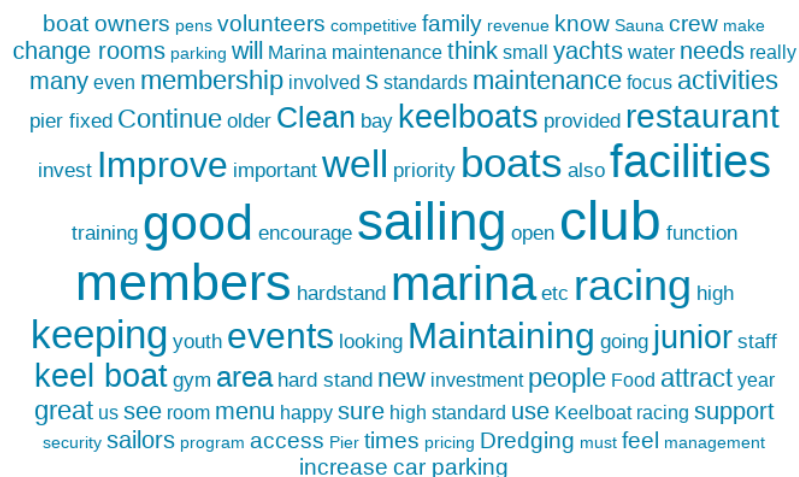 boat owners pens volunteers competitive family revenue know Sauna crew make
change rooms parking will Marina maintenance think small yachts water needs really
many even membership involved s standards maintenance focus activities
pier fixed Continue older Clean bay keelboats provided restaurant
invest Improve important well priority boats also facilities
training good encourage sailing open club function
members hardstand marina etc racing high
keeping youth events looking Maintaining going junior staff
keel boat gym area hard stand new investment people Food attract year
great us see room menu happy sure high standard use Keelboat racing support
security sailors program access Pier times pricing Dredging must feel management
increase car parking